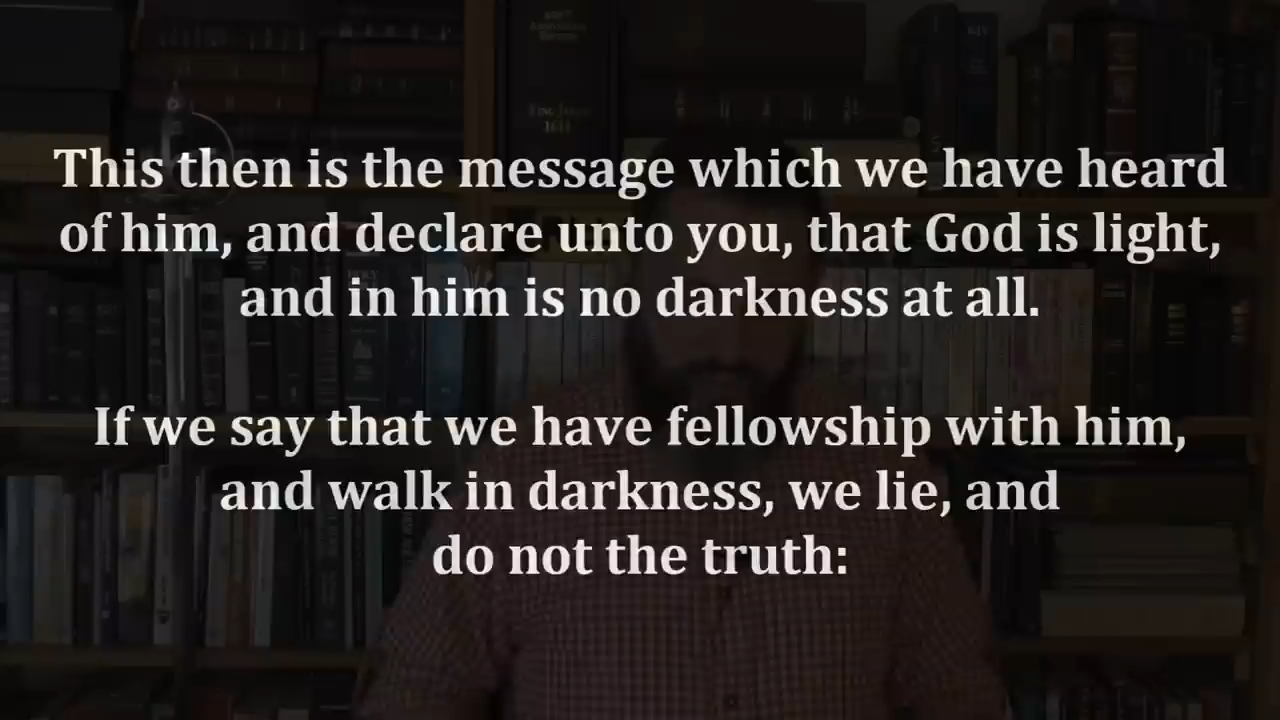 This then is the message which we have heard
of him, and declare unto you, that God is light,
and in him is no darkness at all.
If we say that we have fellowship with him,
and walk in darkness, we lie, and
do not the truth: